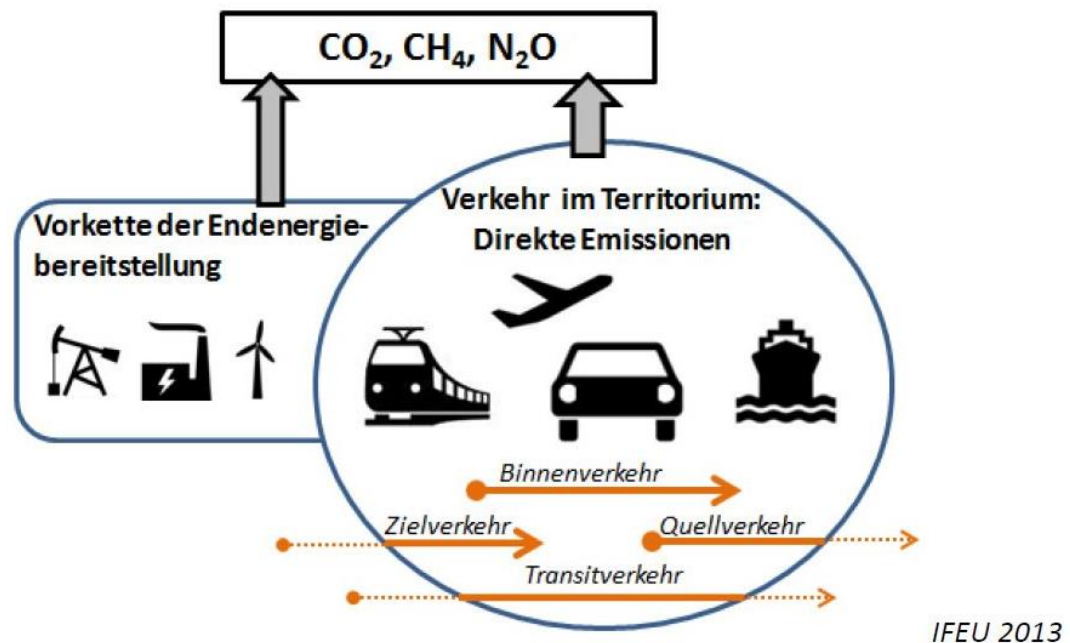 CO₂, CH₄, N₂O
Vorkette der Endenergie-
bereitstellung
Verkehr im Territorium:
Direkte Emissionen
Binnenverkehr
Zielverkehr
Quellverkehr
Transitverkehr
IFEU 2013